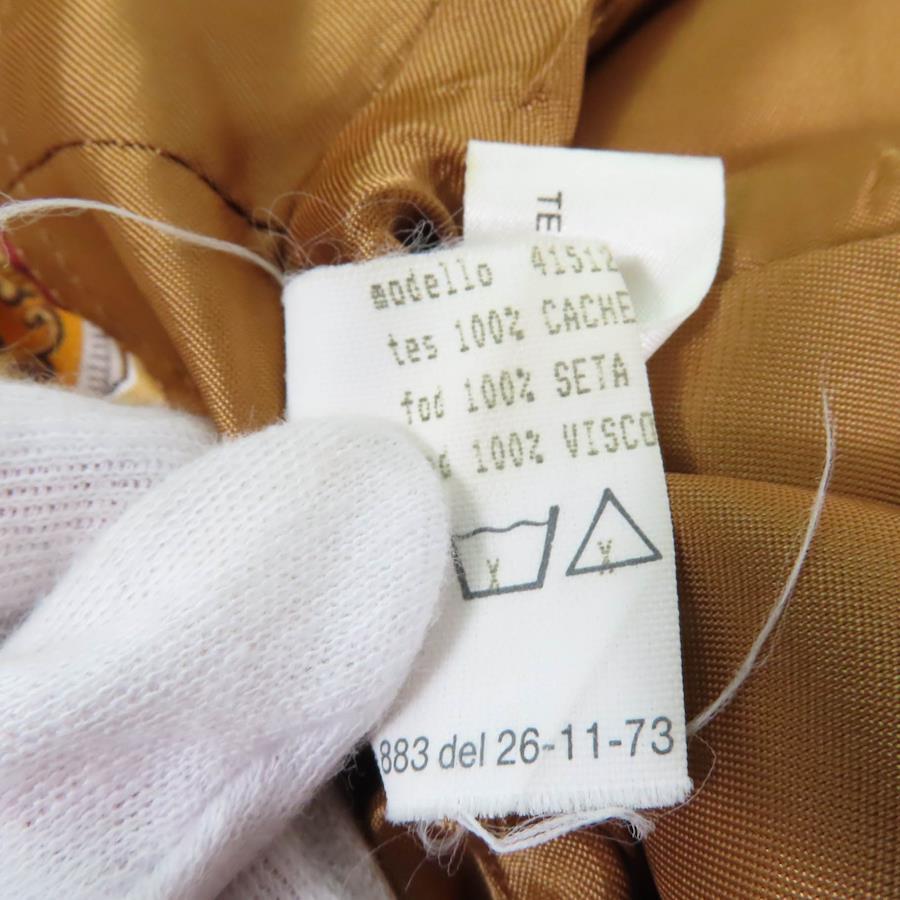 TE
modello 41512
tes 100% CACHE
fod 100% SETA
100% VISCO
X X
883 del 26-11-73